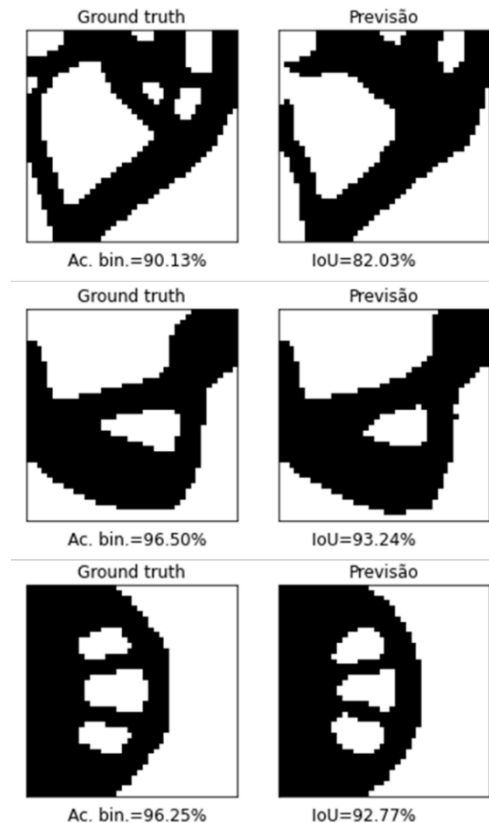 Ground truth Previsão
Ac. bin.=90.13% IoU=82.03%
Ground truth Previsão
Ac. bin.=96.50% IoU=93.24%
Ground truth Previsão
Ac. bin.=96.25% IoU=92.77%